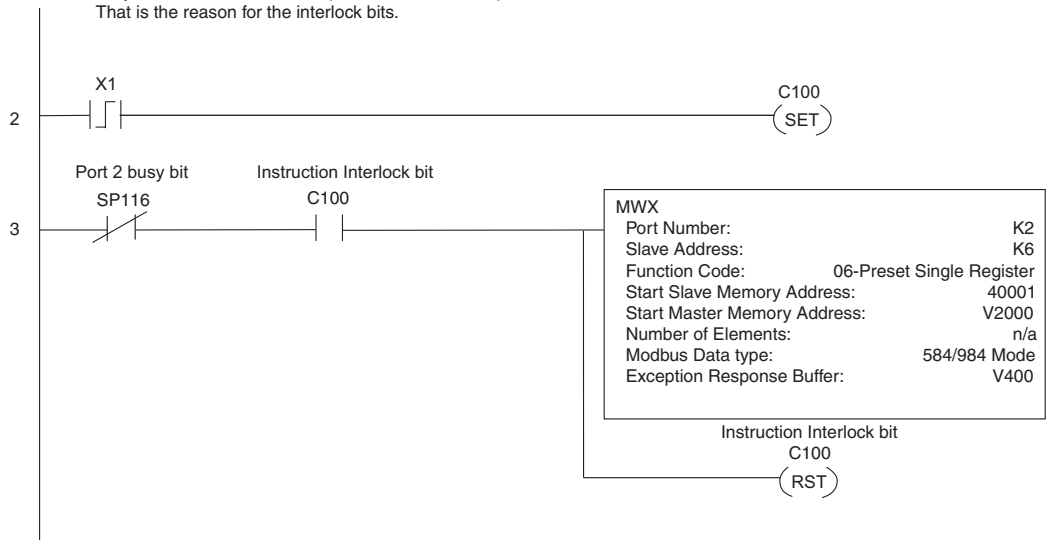 That is the reason for the interlock bits.
X1
C100
2
SET
Port 2 busy bit
Instruction Interlock bit
SP116
C100
3
MWX
Port Number: K2
Slave Address: K6
Function Code: 06-Preset Single Register
Start Slave Memory Address: 40001
Start Master Memory Address: V2000
Number of Elements: n/a
Modbus Data type: 584/984 Mode
Exception Response Buffer: V400
Instruction Interlock bit
C100
RST